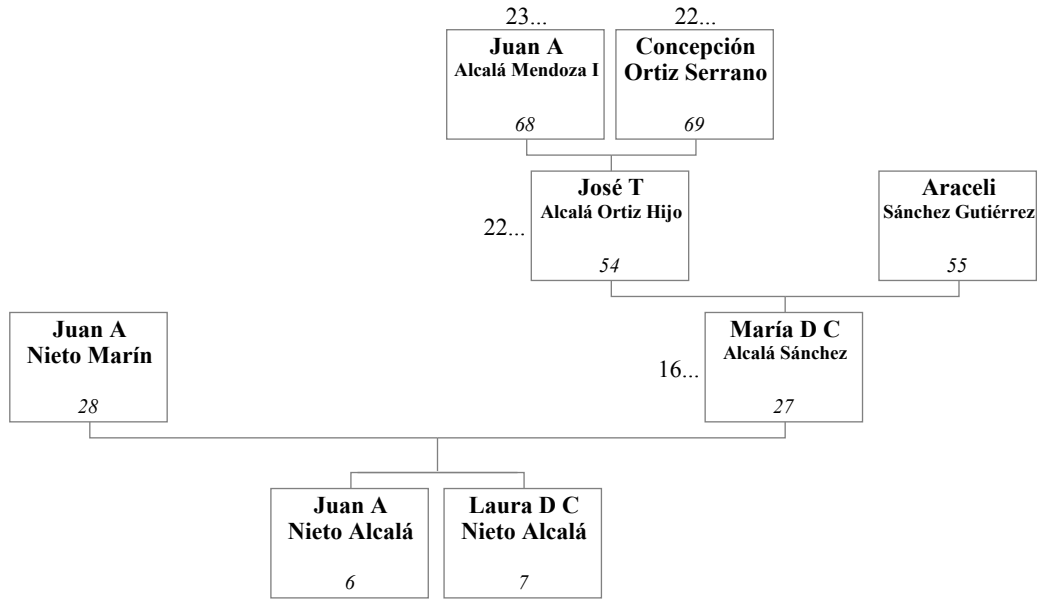 23...
22...
Juan A
Alcalá Mendoza I
68
Concepción
Ortiz Serrano
69
José T
Alcalá Ortiz Hijo
22...
54
Araceli
Sánchez Gutiérrez
55
Juan A
Nieto Marín
28
María D C
Alcalá Sánchez
16...
27
Juan A
Nieto Alcalá
6
Laura D C
Nieto Alcalá
7